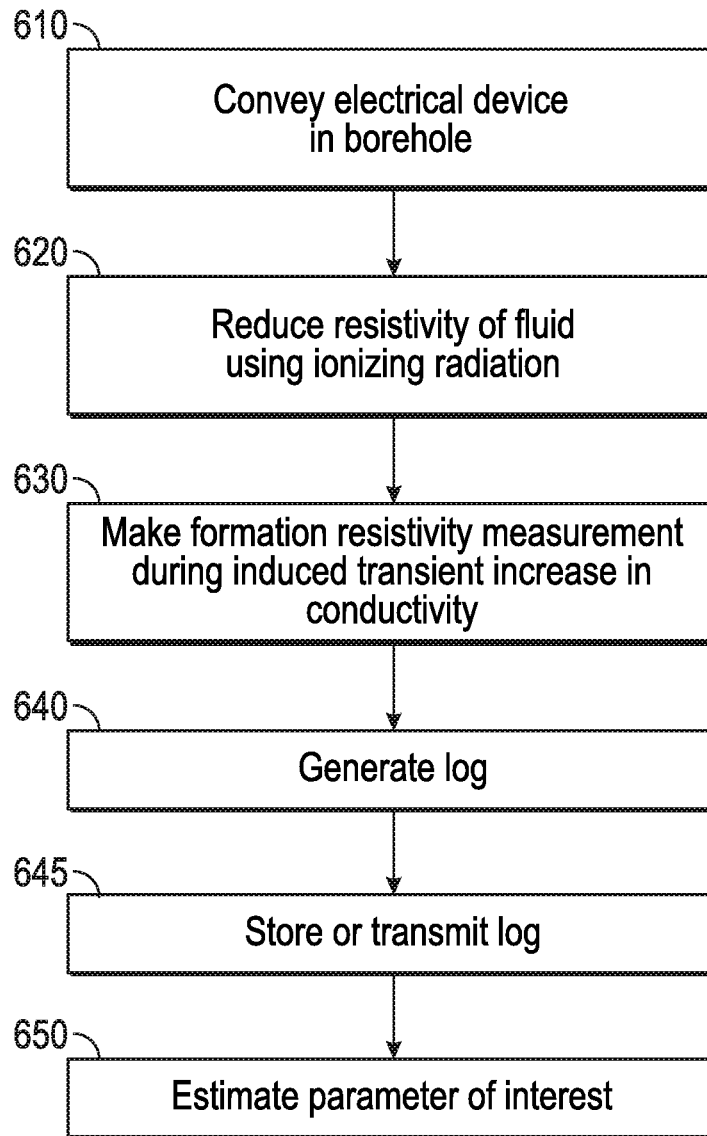 610
Convey electrical device
in borehole
620
Reduce resistivity of fluid
using ionizing radiation
630
Make formation resistivity measurement
during induced transient increase in
conductivity
640
Generate log
645
Store or transmit log
650
Estimate parameter of interest